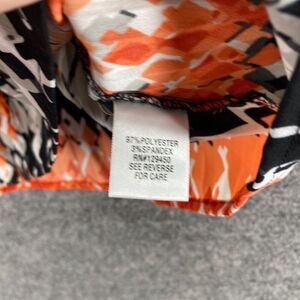 97%POLYESTER
3%SPANDEX
RN#129450
SEE REVERSE
FOR CARE